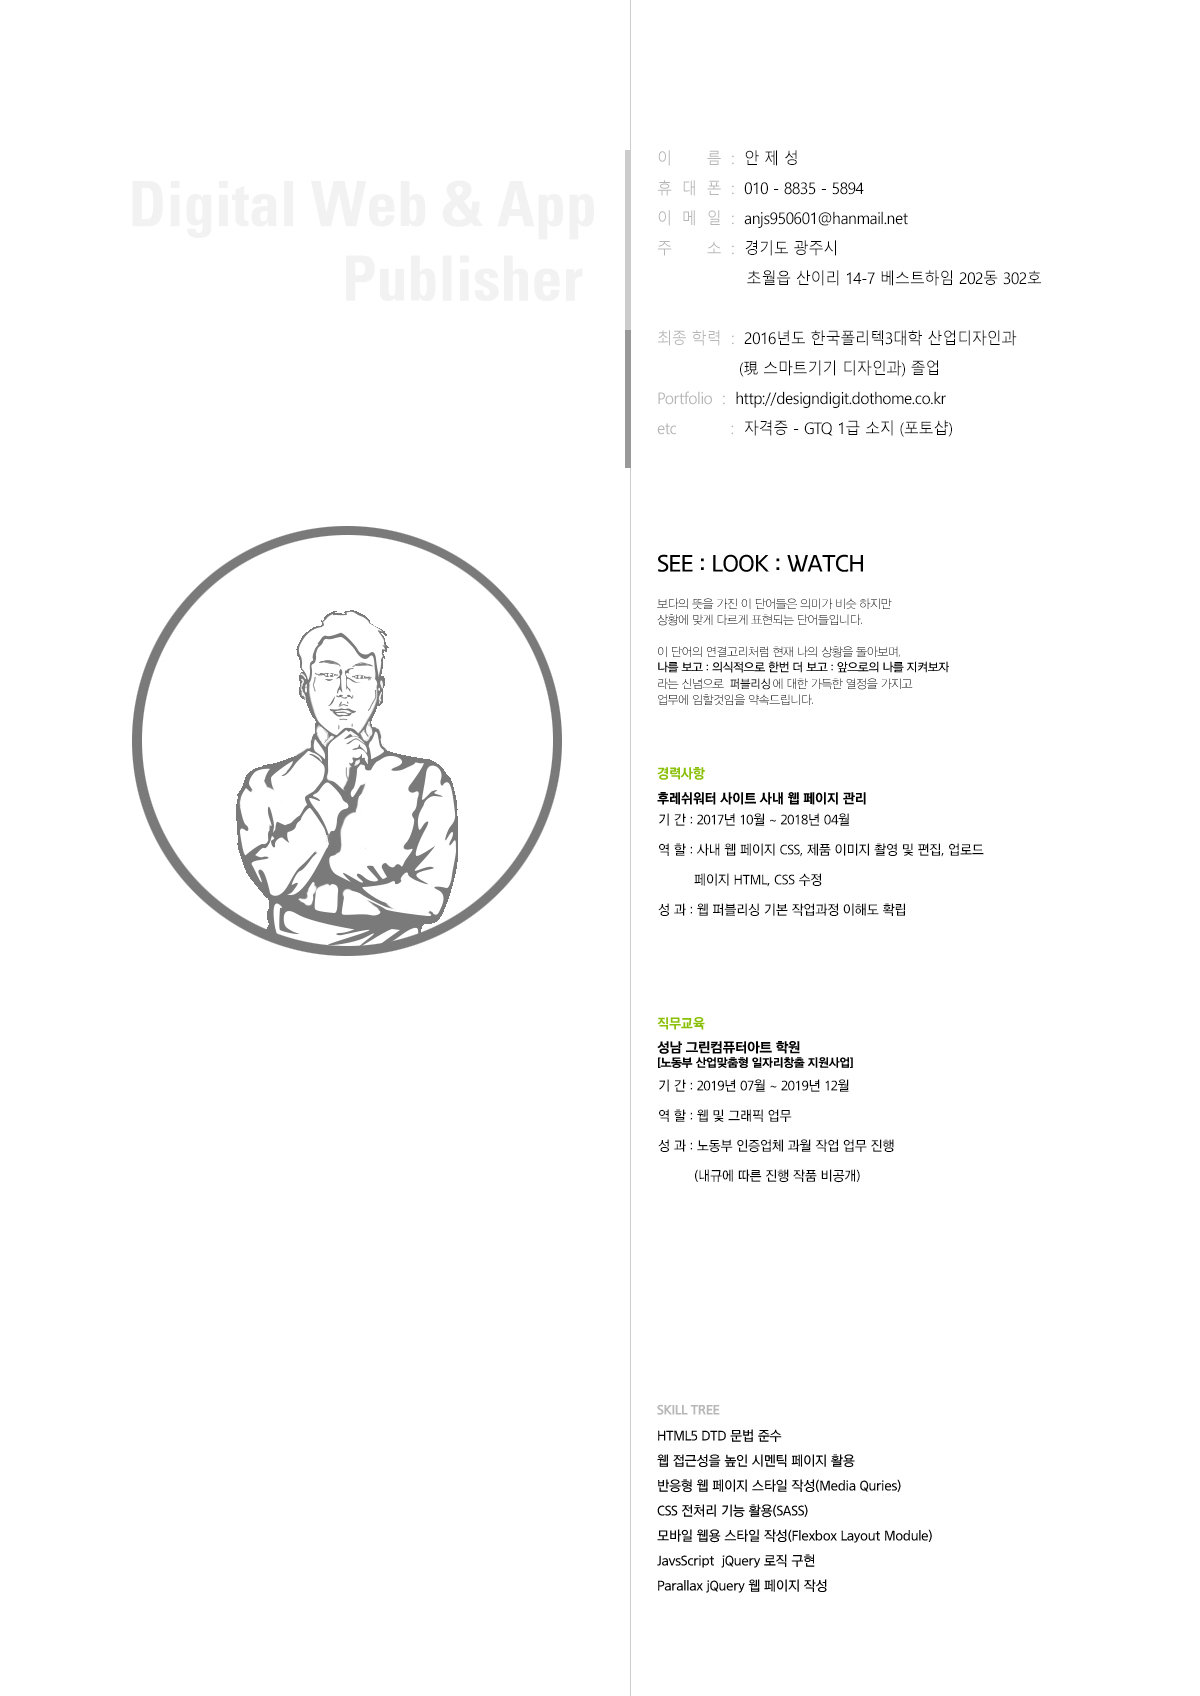 Digital Web & App
Publisher
이 름 : 안 제 성
휴 대 폰 : 010 - 8835 - 5894
이 메 일 : anjs950601@hanmail.net
주 소 : 경기도 광주시
초월읍 산이리 14-7 베스트하임 202동 302호
최종 학력 : 2016년도 한국폴리텍3대학 산업디자인과
(現 스마트기기 디자인과) 졸업
Portfolio : http://designdigit.dothome.co.kr
etc : 자격증 - GTQ 1급 소지 (포토샵)
SEE : LOOK : WATCH
보다의 뜻을 가진 이 단어들은 의미가 비슷 하지만
상황에 맞게 다르게 표현되는 단어들입니다.
이 단어의 연결고리처럼 현재 나의 상황을 돌아보며,
나를 보고 : 의식적으로 한번 더 보고 : 앞으로의 나를 지켜보자
라는 신념으로 퍼블리싱에 대한 가득한 열정을 가지고
업무에 임할것임을 약속드립니다.
경력사항
후레쉬워터 사이트 사내 웹 페이지 관리
기 간 : 2017년 10월 ~ 2018년 04월
역 할 : 사내 웹 페이지 CSS, 제품 이미지 촬영 및 편집, 업로드
페이지 HTML, CSS 수정
성 과 : 웹 퍼블리싱 기본 작업과정 이해도 확립
직무교육
성남 그린컴퓨터아트 학원
[노동부 산업맞춤형 일자리창출 지원사업]
기 간 : 2019년 07월 ~ 2019년 12월
역 할 : 웹 및 그래픽 업무
성 과 : 노동부 인증업체 과월 작업 업무 진행
(내규에 따른 진행 작품 비공개)
SKILL TREE
HTML5 DTD 문법 준수
웹 접근성을 높인 시멘틱 페이지 활용
반응형 웹 페이지 스타일 작성(Media Quries)
CSS 전처리 기능 활용(SASS)
모바일 웹용 스타일 작성(Flexbox Layout Module)
JavsScript jQuery 로직 구현
Parallax jQuery 웹 페이지 작성